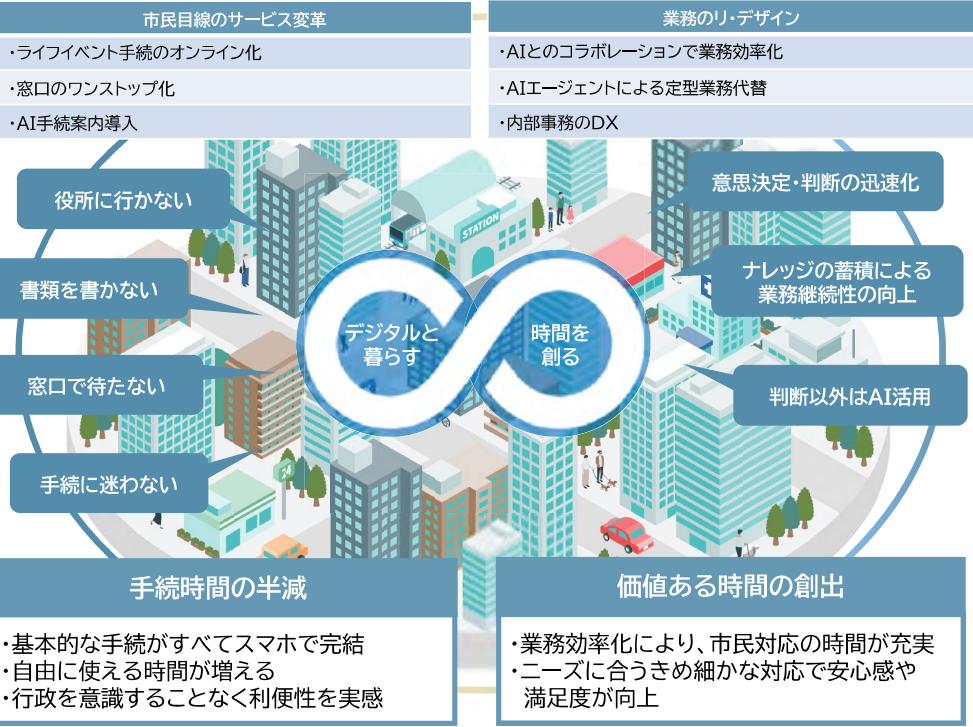 市民目線のサービス変革
・ライフイベント手続のオンライン化
・窓口のワンストップ化
・AI手続案内導入
業務のリ・デザイン
・AIとのコラボレーションで業務効率化
・AIエージェントによる定型業務代替
・内部事務のDX
役所に行かない
書類を書かない
窓口で待たない
手続に迷わない
STATION
24
デジタルと
暮らす
時間を
創る
意思決定・判断の迅速化
ナレッジの蓄積による
業務継続性の向上
判断以外はAI活用
手続時間の半減
・基本的な手続がすべてスマホで完結
・自由に使える時間が増える
・行政を意識することなく利便性を実感
価値ある時間の創出
・業務効率化により、市民対応の時間が充実
・ニーズに合うきめ細かな対応で安心感や
満足度が向上